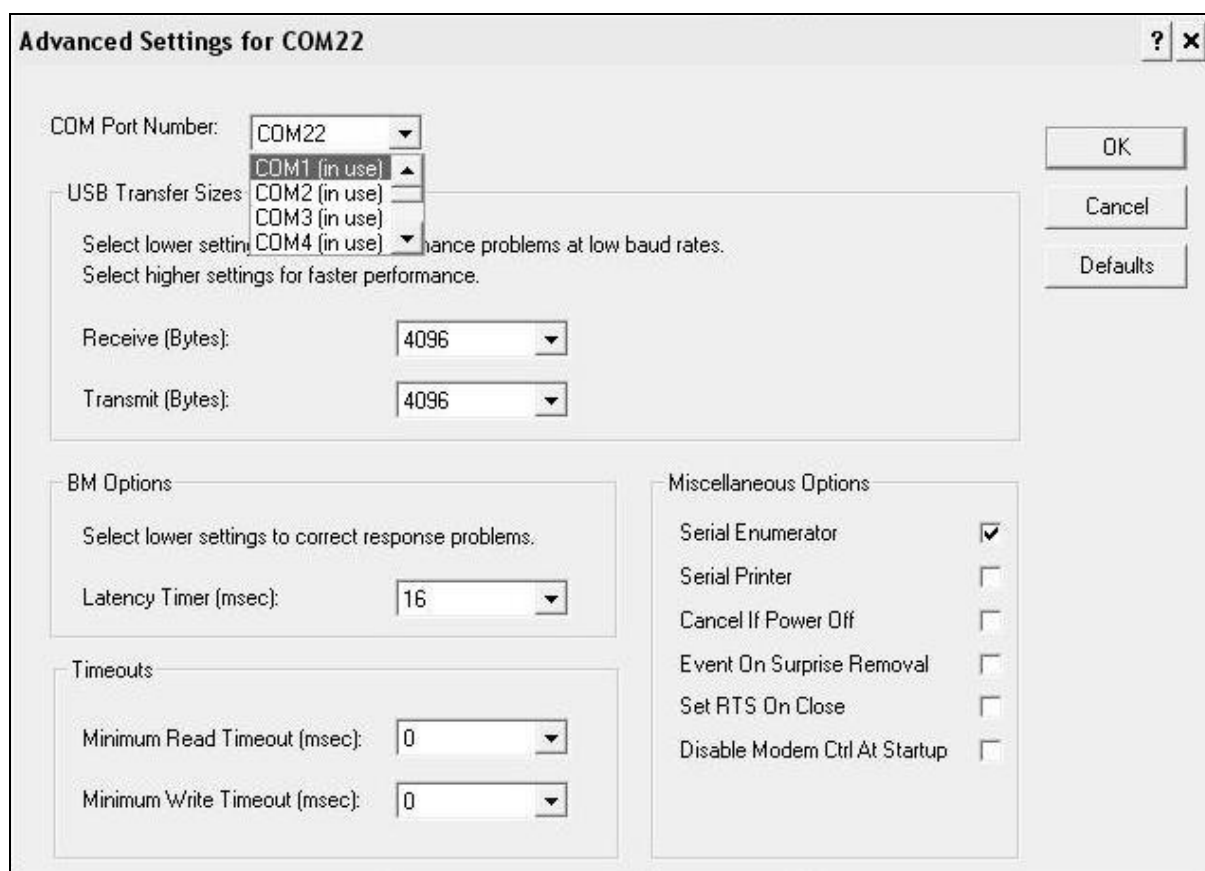 Advanced Settings for COM22
COM Port Number: COM22
COM1 (in use)
COM2 (in use)
COM3 (in use)
COM4 (in use)
OK
Cancel
Defaults
USB Transfer Sizes
Select lower mance problems at low baud rates.
Select higher settings for faster performance.
Receive (Bytes): 4096
Transmit (Bytes): 4096
BM Options
Select lower settings to correct response problems.
Latency Timer (msec): 16
Timeouts
Minimum Read Timeout (msec): 0
Minimum Write Timeout (msec): 0
Miscellaneous Options
Serial Enumerator
Serial Printer
Cancel If Power Off
Event On Surprise Removal
Set RTS On Close
Disable Modem Ctrl At Startup